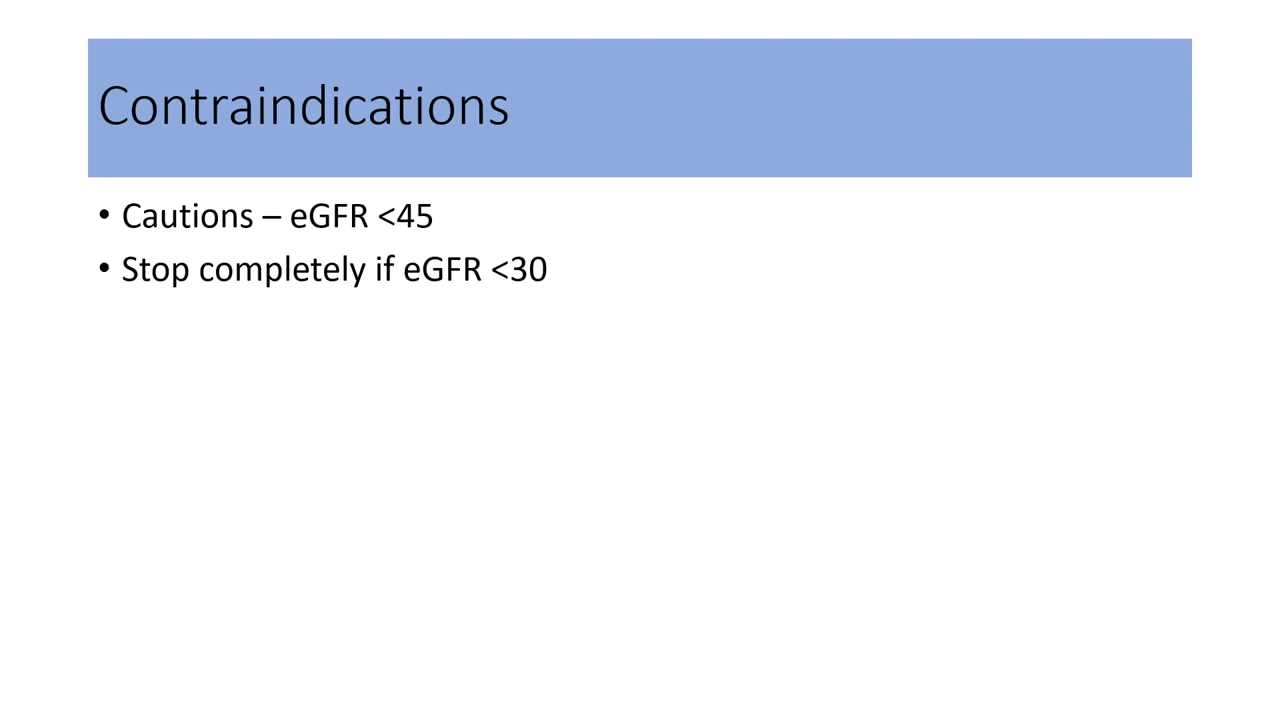 Contraindications
• Cautions – eGFR <45
• Stop completely if eGFR <30